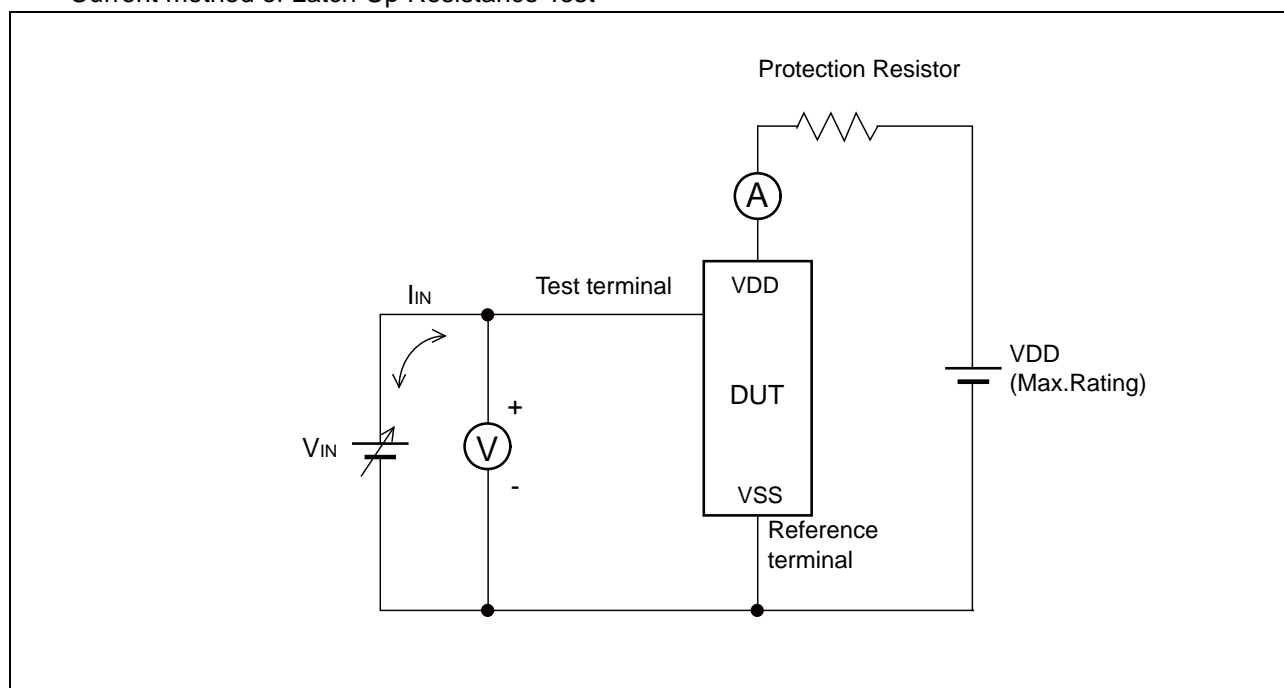 Current method of Latch-Up Resistance Test
Protection Resistor
A
IIN
Test terminal
VDD
VDD
(Max.Rating)
DUT
+
VIN
V
-
VSS
Reference
terminal